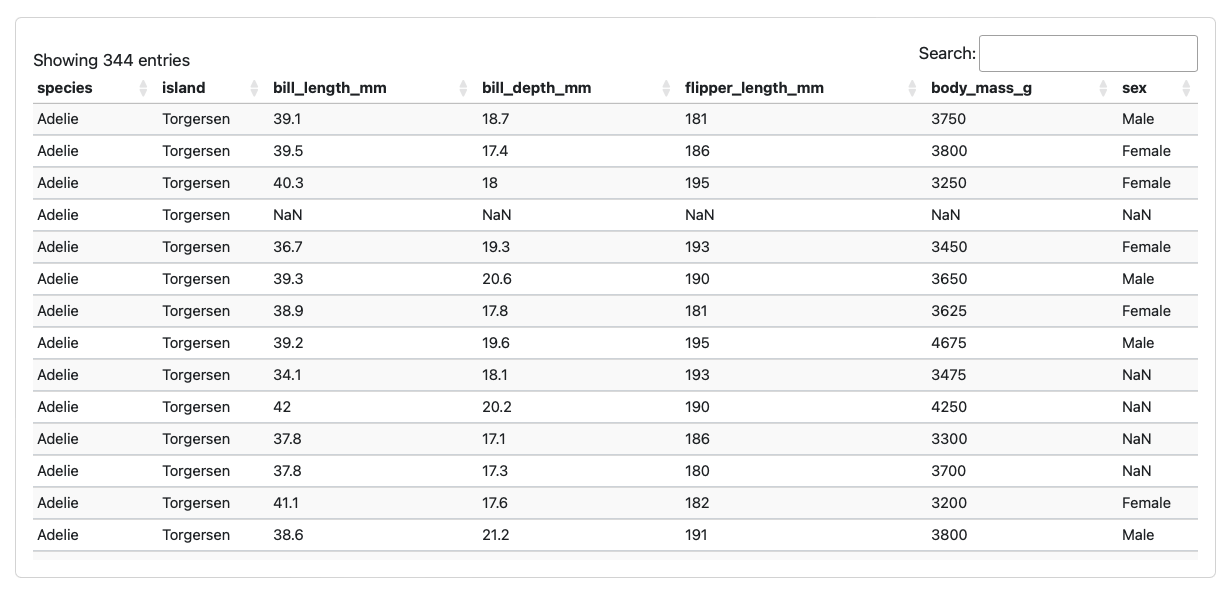 Showing 344 entries Search:
species island bill_length_mm bill_depth_mm flipper_length_mm body_mass_g sex
Adelie Torgersen 39.1 18.7 181 3750 Male
Adelie Torgersen 39.5 17.4 186 3800 Female
Adelie Torgersen 40.3 18 195 3250 Female
Adelie Torgersen NaN NaN NaN NaN NaN
Adelie Torgersen 36.7 19.3 193 3450 Female
Adelie Torgersen 39.3 20.6 190 3650 Male
Adelie Torgersen 38.9 17.8 181 3625 Female
Adelie Torgersen 39.2 19.6 195 4675 Male
Adelie Torgersen 34.1 18.1 193 3475 NaN
Adelie Torgersen 42 20.2 190 4250 NaN
Adelie Torgersen 37.8 17.1 186 3300 NaN
Adelie Torgersen 37.8 17.3 180 3700 NaN
Adelie Torgersen 41.1 17.6 182 3200 Female
Adelie Torgersen 38.6 21.2 191 3800 Male